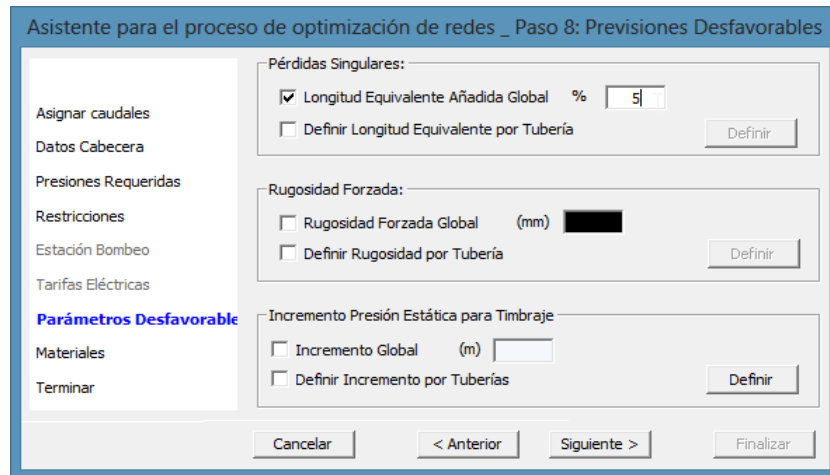 Asistente para el proceso de optimización de redes _ Paso 8: Previsiones Desfavorables
Asignar caudales
Datos Cabecera
Presiones Requeridas
Restricciones
Estación Bombeo
Tarifas Eléctricas
Parámetros Desfavorable
Materiales
Terminar
Pérdidas Singulares:
Longitud Equivalente Añadida Global % 5
Definir Longitud Equivalente por Tubería Definir
Rugosidad Forzada:
Rugosidad Forzada Global (mm)
Definir Rugosidad por Tubería Definir
Incremento Presión Estática para Timbraje
Incremento Global (m)
Definir Incremento por Tuberías Definir
Cancelar < Anterior Siguiente > Finalizar